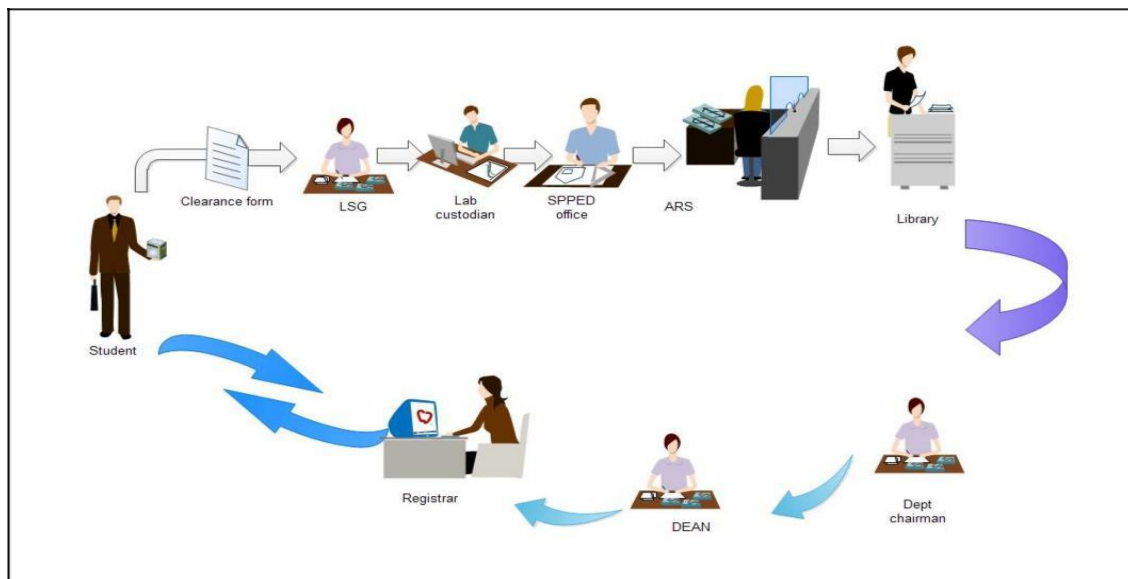 Clearance form
LSG
Lab
custodian
SPPED
office
ARS
Library
Student
Registrar
DEAN
Dept
chairman